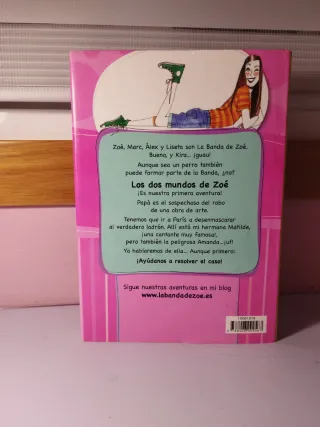 Zoé, Marc, Álex y Liseta son La Banda de Zoé.
Bueno, y Kira... ¡guau!
Aunque sea un perro también
puede formar parte de la Banda, ¿no?
Los dos mundos de Zoé
¡Es nuestra primera aventura!
Papá es el sospechoso del robo
de una obra de arte.
Tenemos que ir a París a desenmascarar
al verdadero ladrón. Allí está mi hermana Matilde,
¡una cantante muy famosa!,
pero también la peligrosa Amanda... ¡uf!
Ya hablaremos de ella... Aunque primero:
¡Ayúdanos a resolver el caso!
Sigue nuestras aventuras en mi blog
www.labandadezoe.es